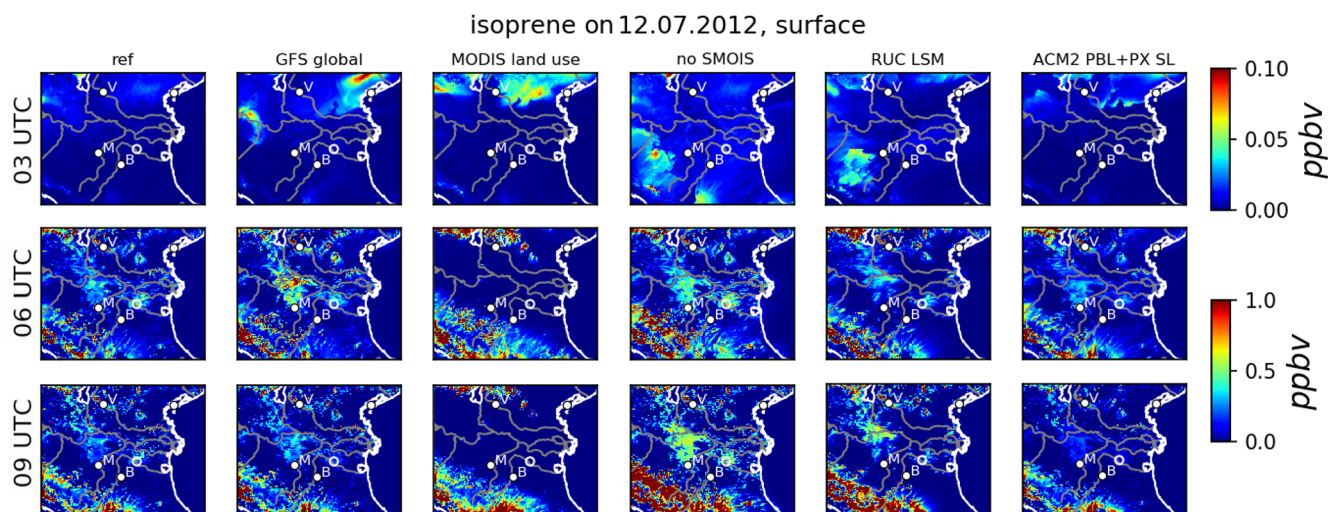 isoprene on 12.07.2012, surface
ref GFS global MODIS land use no SMOIS RUC LSM ACM2 PBL+PX SL
03 UTC
V M O B
V M O B
V M O B
V M O B
V M O B
V M O B
0.10
0.05
0.00
ppbv
06 UTC
V M O B
V M O B
V M O B
V M O B
V M O B
V M O B
09 UTC
V M O B
V M O B
V M O B
V M O B
V M O B
V M O B
1.0
0.5
0.0
ppbv